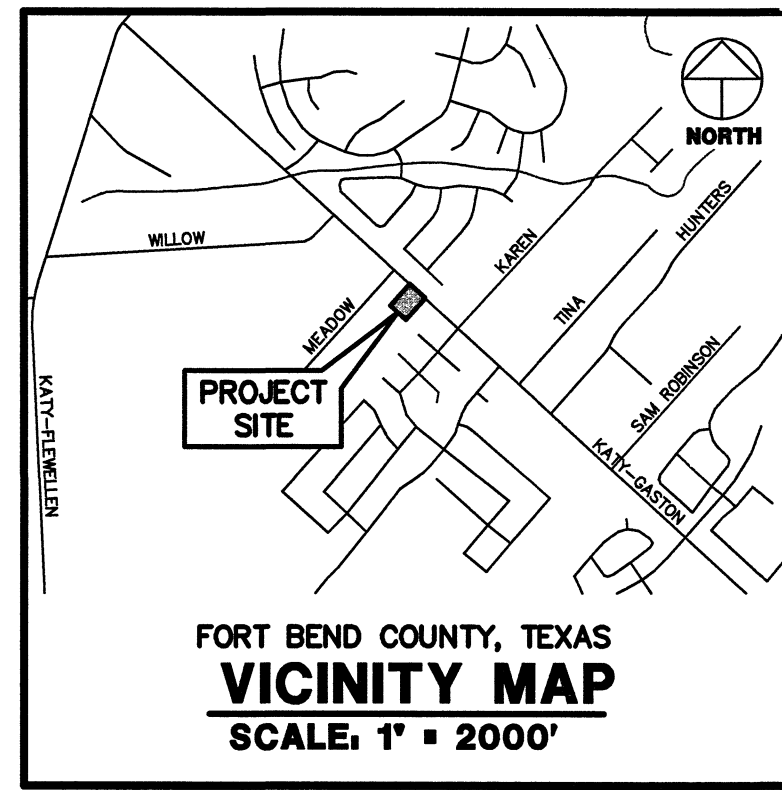 NORTH
HUNTERS
KAREN
WILLOW
TINA
MEADOW
PROJECT
SITE
SAM ROBINSON
KATY-FLEWELLEN
KATY-GASTON
FORT BEND COUNTY, TEXAS
VICINITY MAP
SCALE: 1" = 2000'